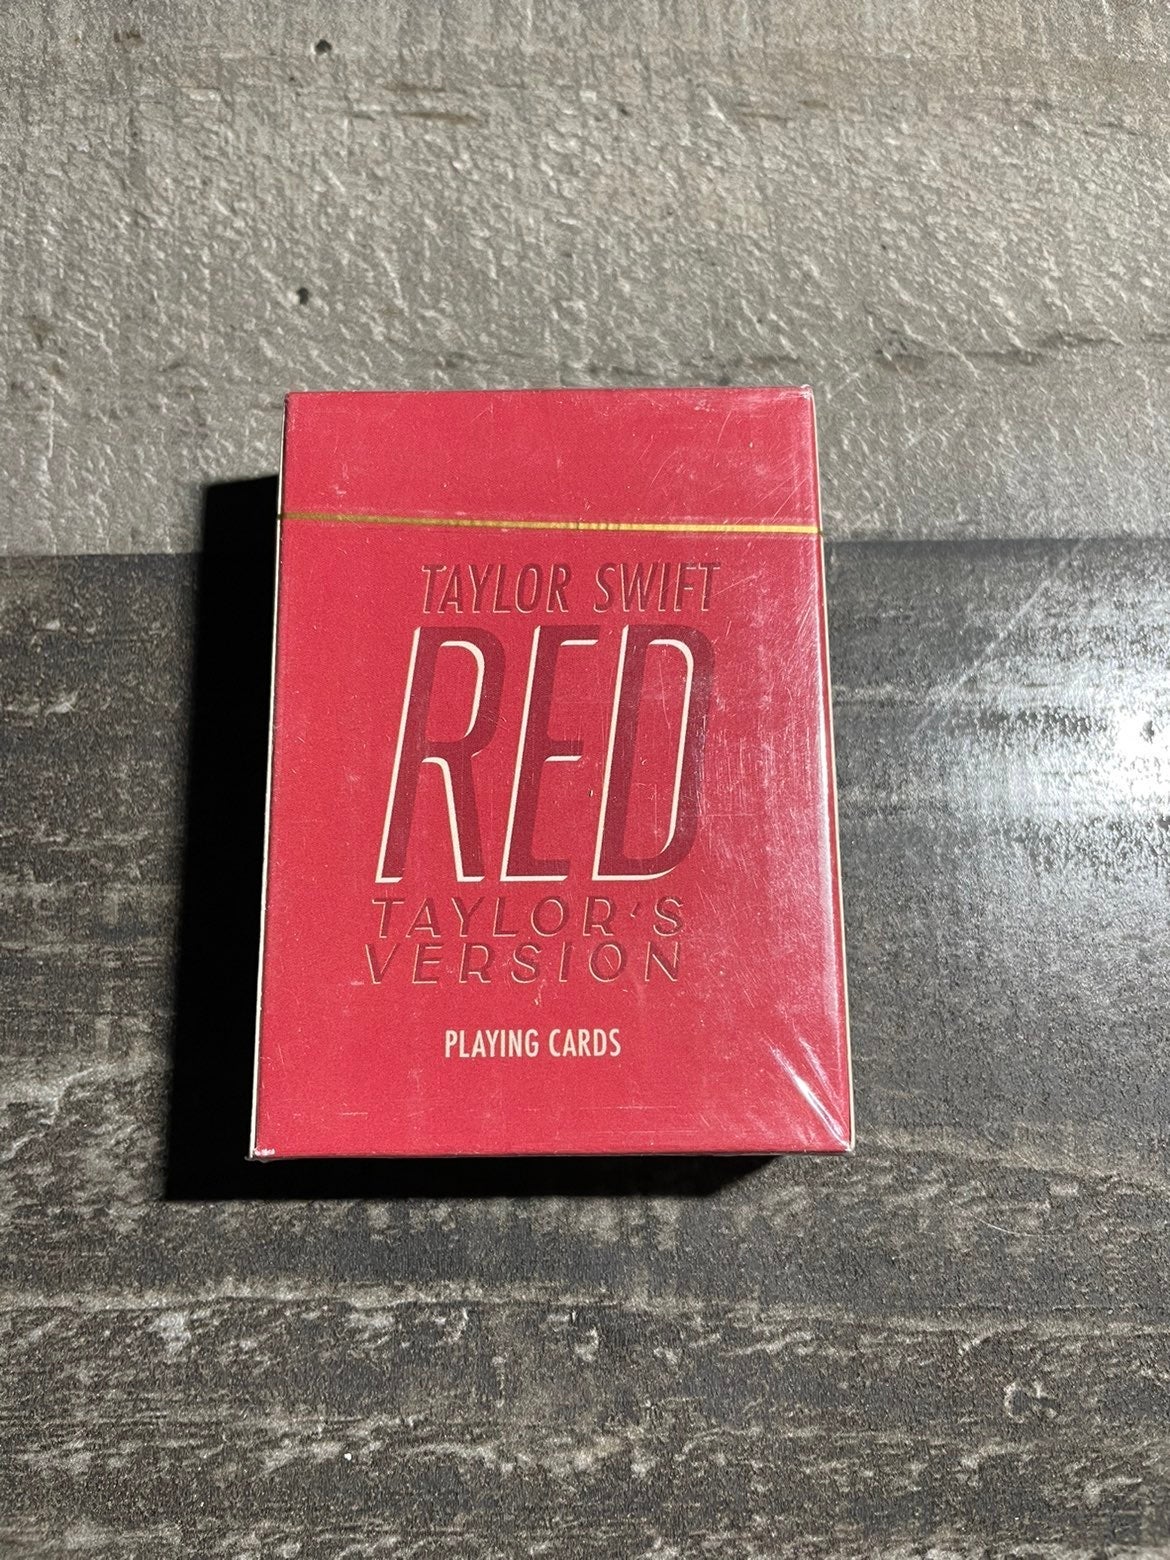 TAYLOR SWIFT
RED
TAYLOR'S
VERSION
PLAYING CARDS